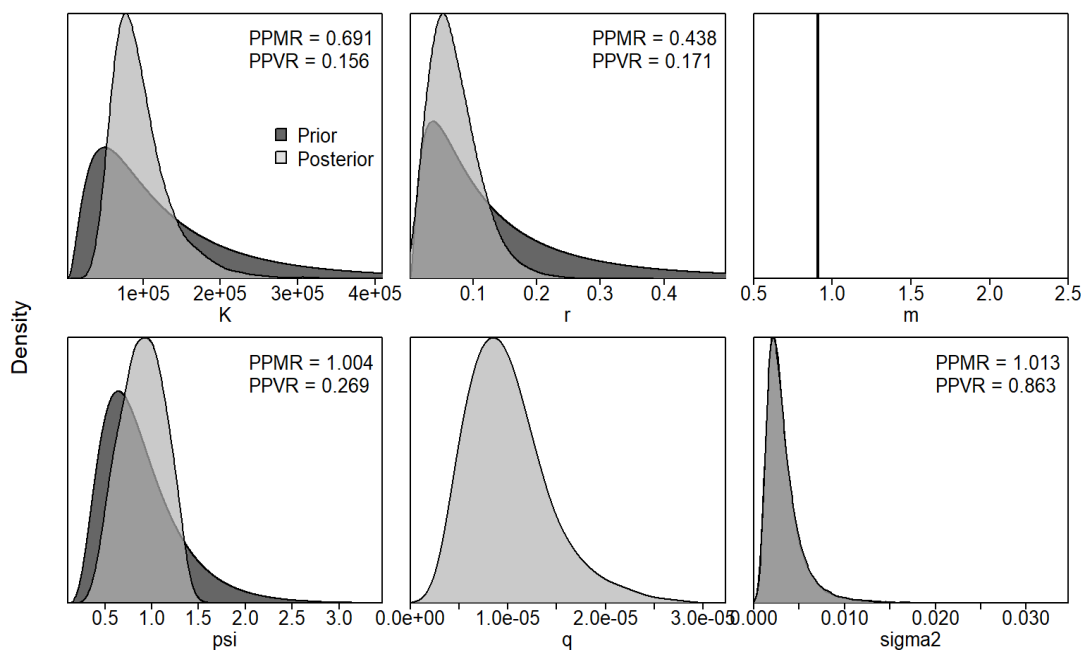 PPMR = 0.691
PPVR = 0.156
Prior
Posterior
1e+05 2e+05 3e+05 4e+05
K
PPMR = 0.438
PPVR = 0.171
0.1 0.2 0.3 0.4
r
0.5 1.0 1.5 2.0 2.5
m
Density
PPMR = 1.004
PPVR = 0.269
0.5 1.0 1.5 2.0 2.5 3.0
psi
0.0e+00 1.0e-05 2.0e-05 3.0e-05
q
PPMR = 1.013
PPVR = 0.863
0.000 0.010 0.020 0.030
sigma2